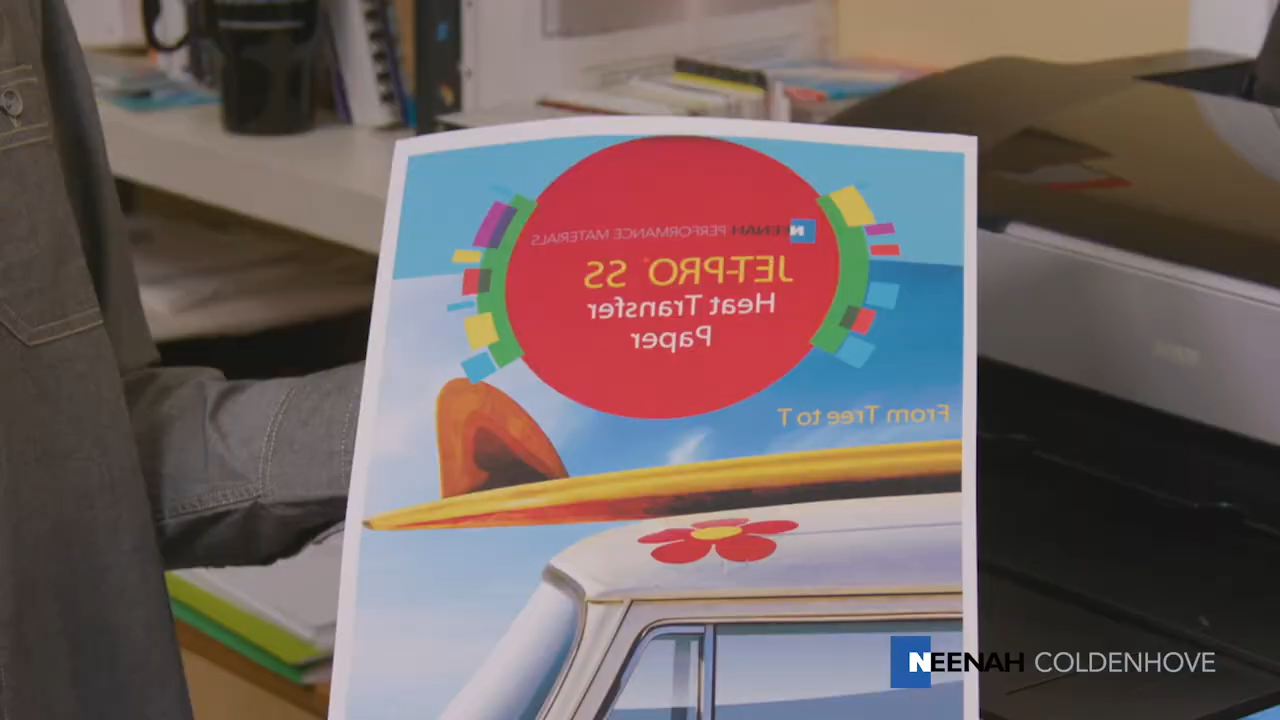 NEENAH PERFORMANCE MATERIALS
JET-PRO® SS
Heat Transfer
Paper
From Tree to T
NEENAH COLDENHOVE